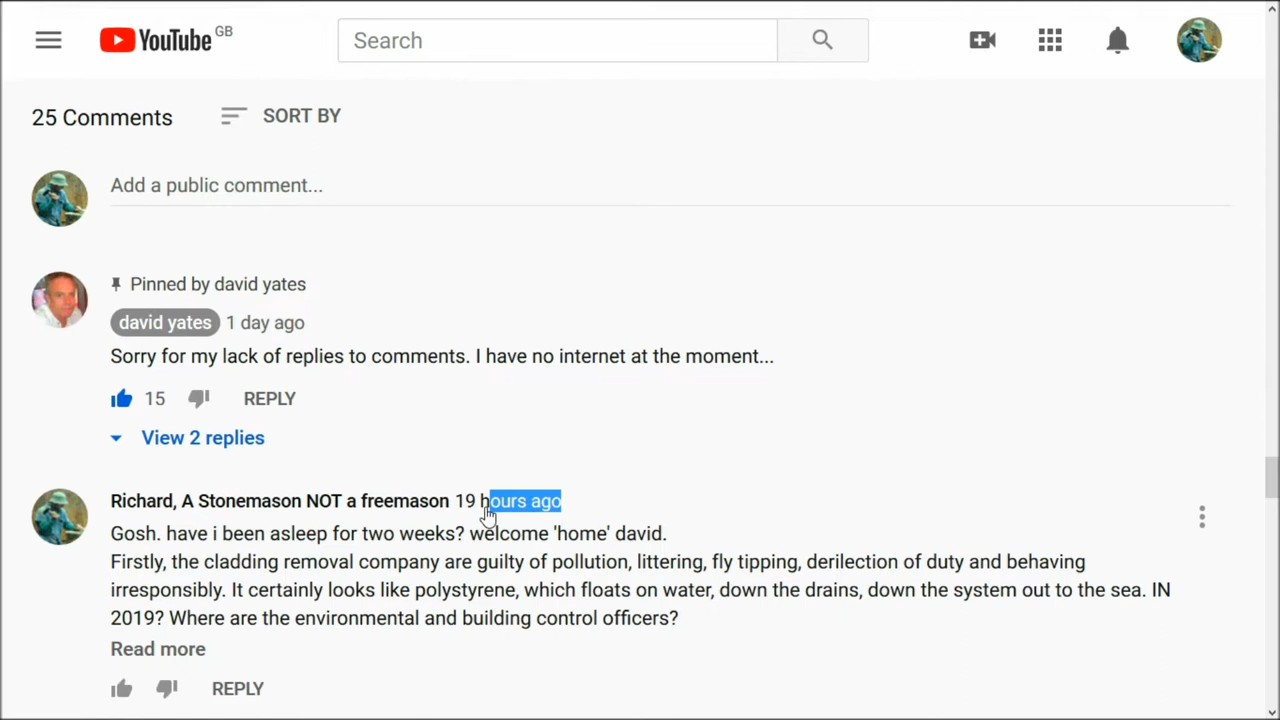 YouTube GB
Search
25 Comments
SORT BY
Add a public comment...
Pinned by david yates
david yates 1 day ago
Sorry for my lack of replies to comments. I have no internet at the moment...
15
REPLY
View 2 replies
Richard, A Stonemason NOT a freemason 19 hours ago
Gosh. have i been asleep for two weeks? welcome 'home' david.
Firstly, the cladding removal company are guilty of pollution, littering, fly tipping, derilection of duty and behaving
irresponsibly. It certainly looks like polystyrene, which floats on water, down the drains, down the system out to the sea. IN
2019? Where are the environmental and building control officers?
Read more
REPLY